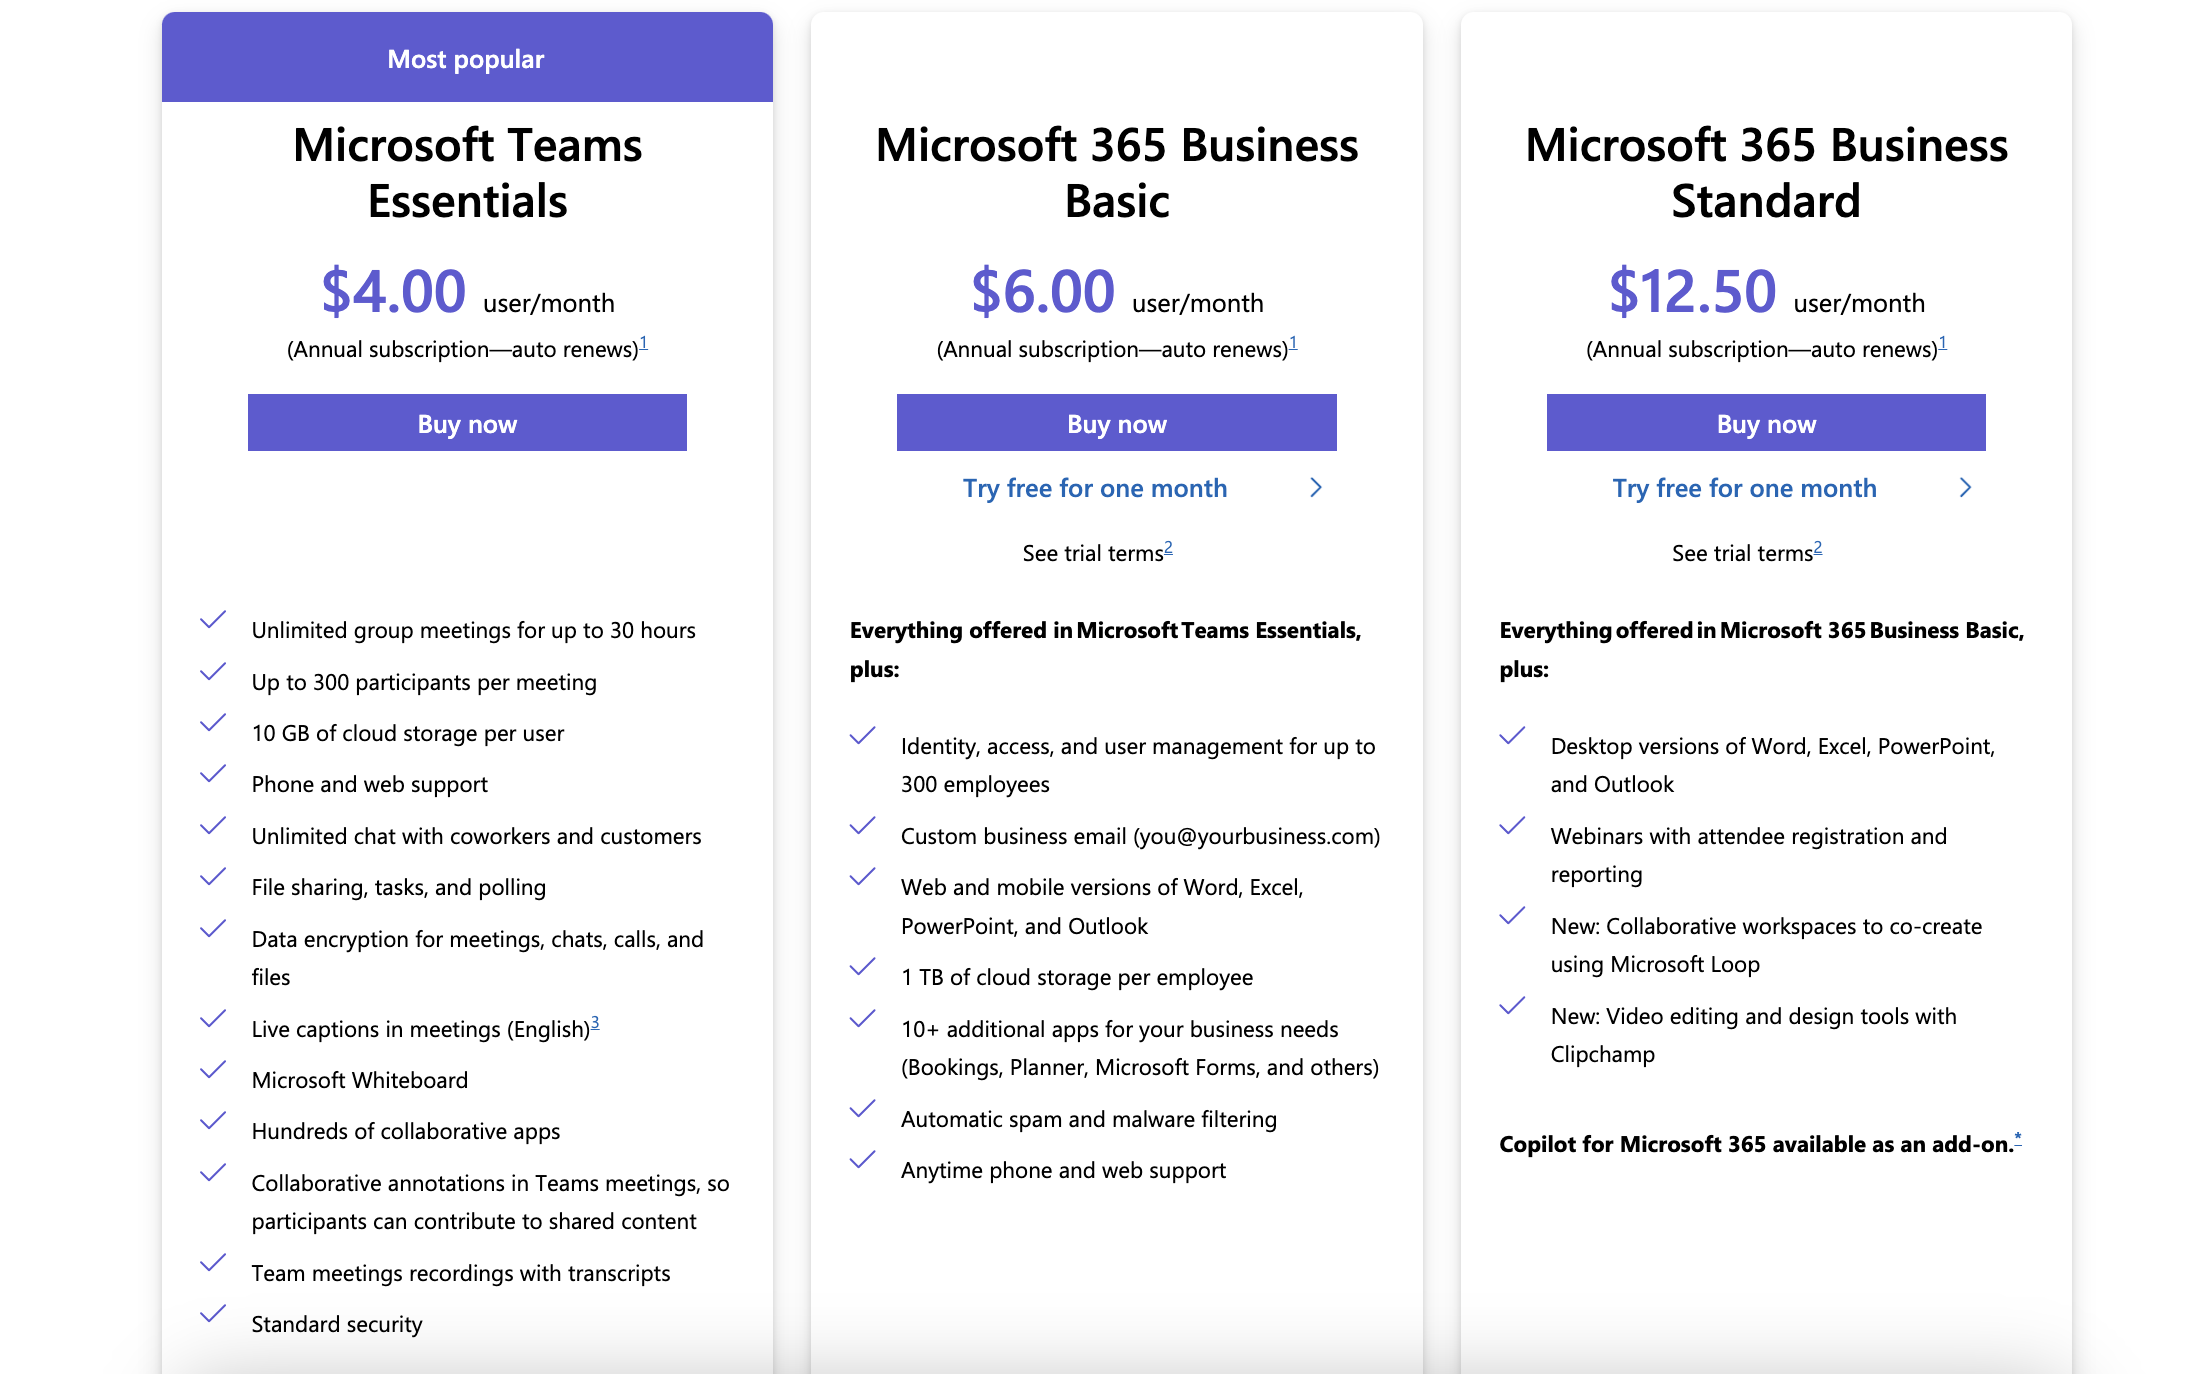 Most popular
Microsoft Teams
Essentials
$4.00 user/month
(Annual subscription—auto renews)1
Buy now
Unlimited group meetings for up to 30 hours
Up to 300 participants per meeting
10 GB of cloud storage per user
Phone and web support
Unlimited chat with coworkers and customers
File sharing, tasks, and polling
Data encryption for meetings, chats, calls, and
files
Live captions in meetings (English)3
Microsoft Whiteboard
Hundreds of collaborative apps
Collaborative annotations in Teams meetings, so
participants can contribute to shared content
Team meetings recordings with transcripts
Standard security
Microsoft 365 Business
Basic
$6.00 user/month
(Annual subscription—auto renews)1
Buy now
Try free for one month
See trial terms2
Everything offered in Microsoft Teams Essentials,
plus:
Identity, access, and user management for up to
300 employees
Custom business email (you@yourbusiness.com)
Web and mobile versions of Word, Excel,
PowerPoint, and Outlook
1 TB of cloud storage per employee
10+ additional apps for your business needs
(Bookings, Planner, Microsoft Forms, and others)
Automatic spam and malware filtering
Anytime phone and web support
Microsoft 365 Business
Standard
$12.50 user/month
(Annual subscription—auto renews)1
Buy now
Try free for one month
See trial terms2
Everything offered in Microsoft 365 Business Basic,
plus:
Desktop versions of Word, Excel, PowerPoint,
and Outlook
Webinars with attendee registration and
reporting
New: Collaborative workspaces to co-create
using Microsoft Loop
New: Video editing and design tools with
Clipchamp
Copilot for Microsoft 365 available as an add-on.*